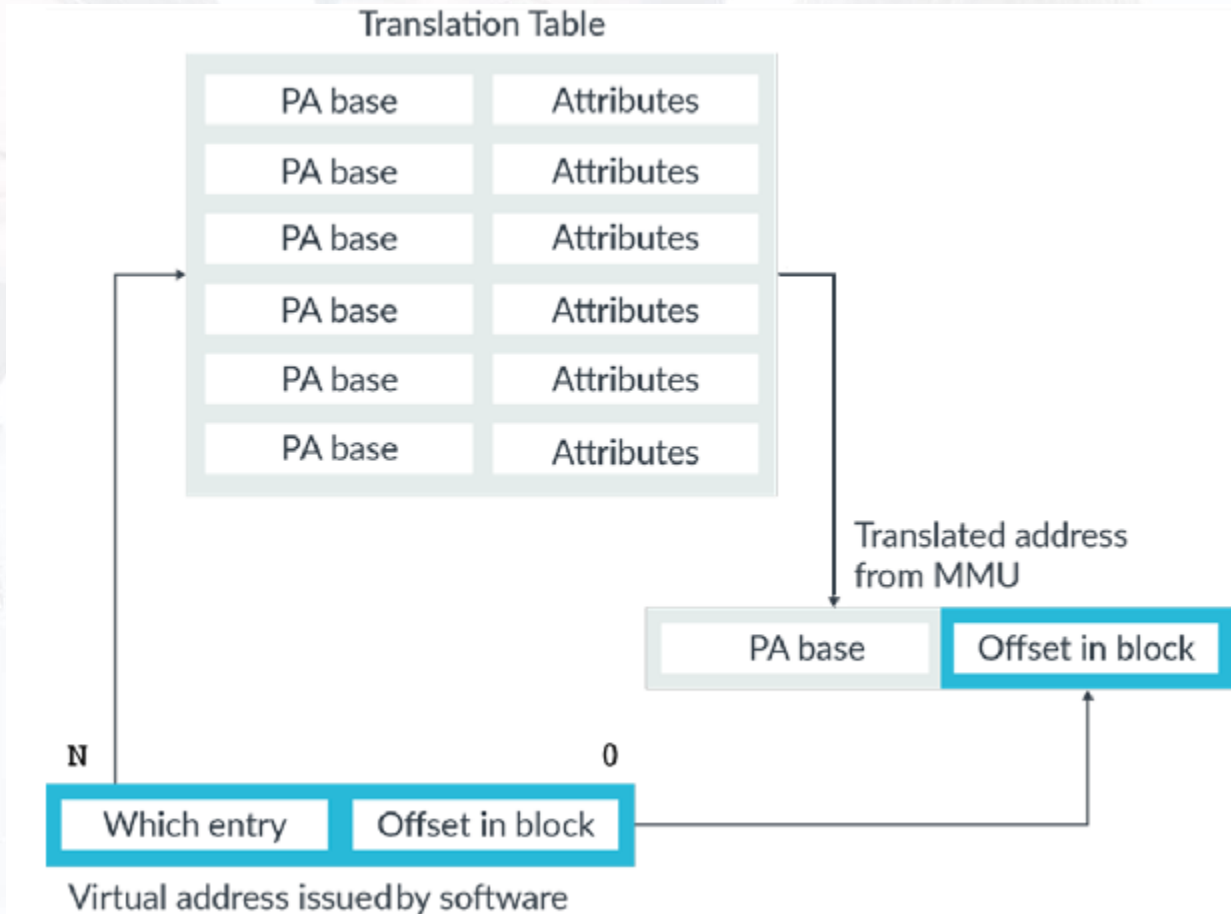 Translation Table
PA base Attributes
PA base Attributes
PA base Attributes
PA base Attributes
PA base Attributes
PA base Attributes
Translated address
from MMU
PA base Offset in block
N 0
Which entry Offset in block
Virtual address issuedby software